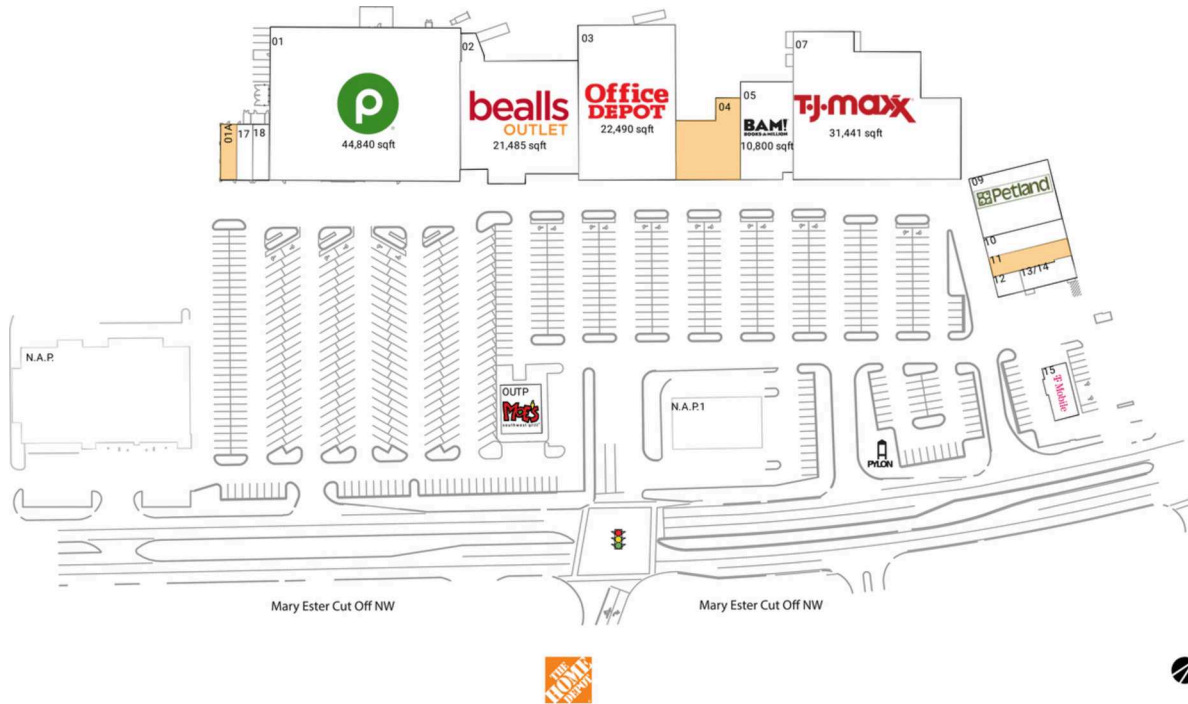 01
p
44,840 sqft
02
bealls
OUTLET
21,485 sqft
03
Office
DEPOT
22,490 sqft
04
05
BAM!
BOOKS-A-MILLION
10,800 sqft
07
T·J·maxx
31,441 sqft
01A
17
18
09
Petland
10
11
12
13/14
N.A.P.
OUTP
MOE'S
southwest grill
N.A.P.1
15
T Mobile
PYLON
Mary Ester Cut Off NW
Mary Ester Cut Off NW
THE
HOME
DEPOT